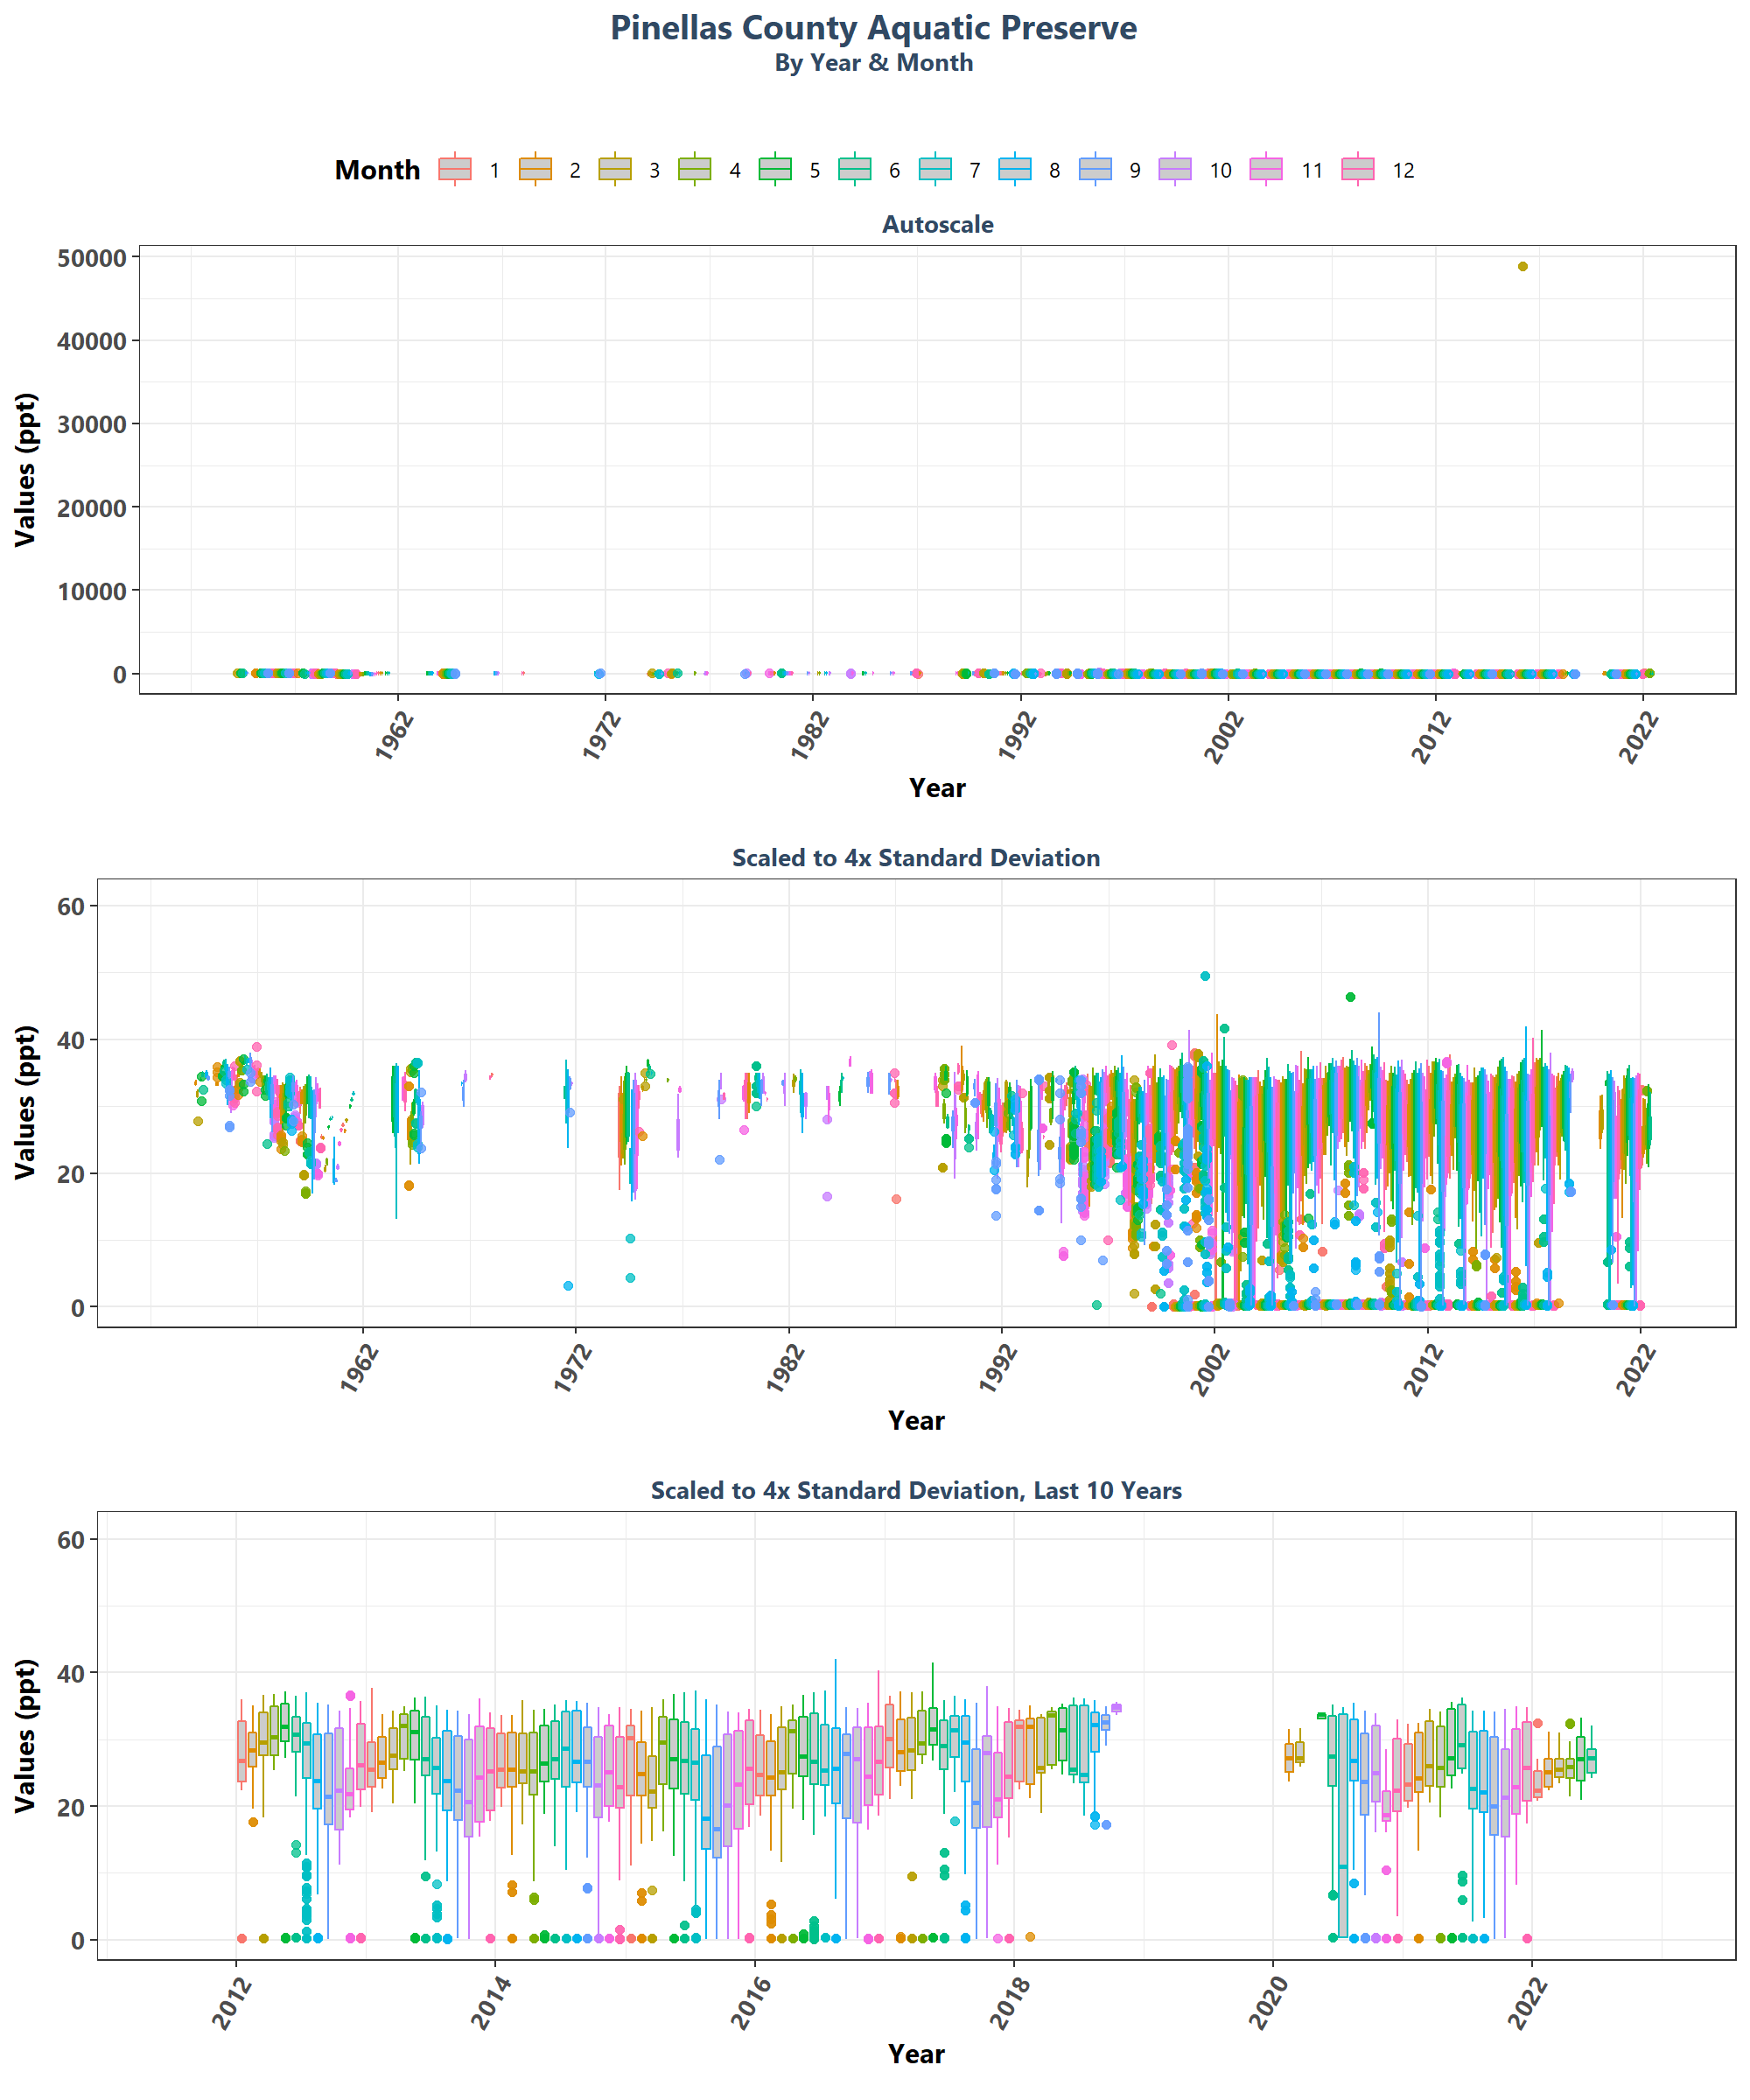 Pinellas County Aquatic Preserve
By Year & Month
Month 1 2 3 4 5 6 7 8 9 10 11 12
Autoscale
50000
40000
30000
20000
10000
0
Values (ppt)
1962 1972 1982 1992 2002 2012 2022
Year
Scaled to 4x Standard Deviation
60
40
20
0
Values (ppt)
1962 1972 1982 1992 2002 2012 2022
Year
Scaled to 4x Standard Deviation, Last 10 Years
60
40
20
0
Values (ppt)
2012 2014 2016 2018 2020 2022
Year